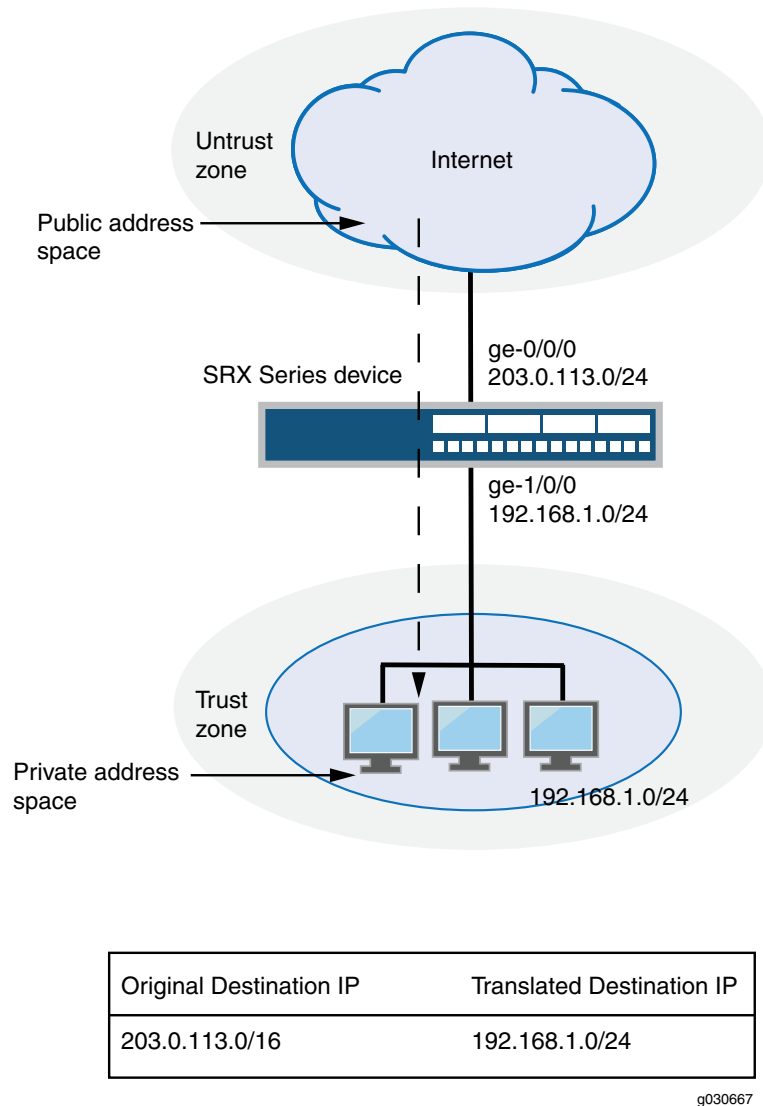 Untrust
zone
Internet
Public address
space
ge-0/0/0
203.0.113.0/24
SRX Series device
ge-1/0/0
192.168.1.0/24
Trust
zone
Private address
space
192.168.1.0/24
Original Destination IP Translated Destination IP
203.0.113.0/16 192.168.1.0/24
g030667